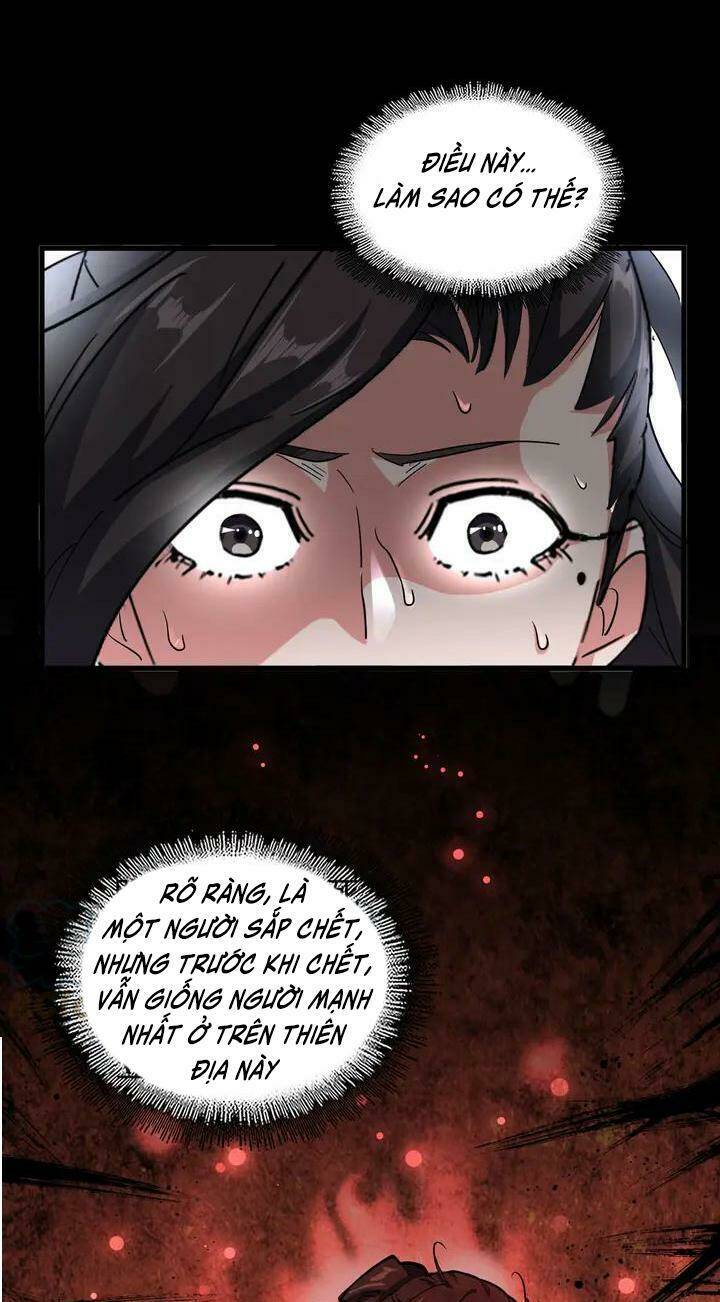 ĐIỀU NÀY...
LÀM SAO CÓ THỂ?
RÕ RÀNG, LÀ
MỘT NGƯỜI SẮP CHẾT,
NHƯNG TRƯỚC KHI CHẾT,
VẪN GIỐNG NGƯỜI MẠNH
NHẤT Ở TRÊN THIÊN
ĐỊA NÀY